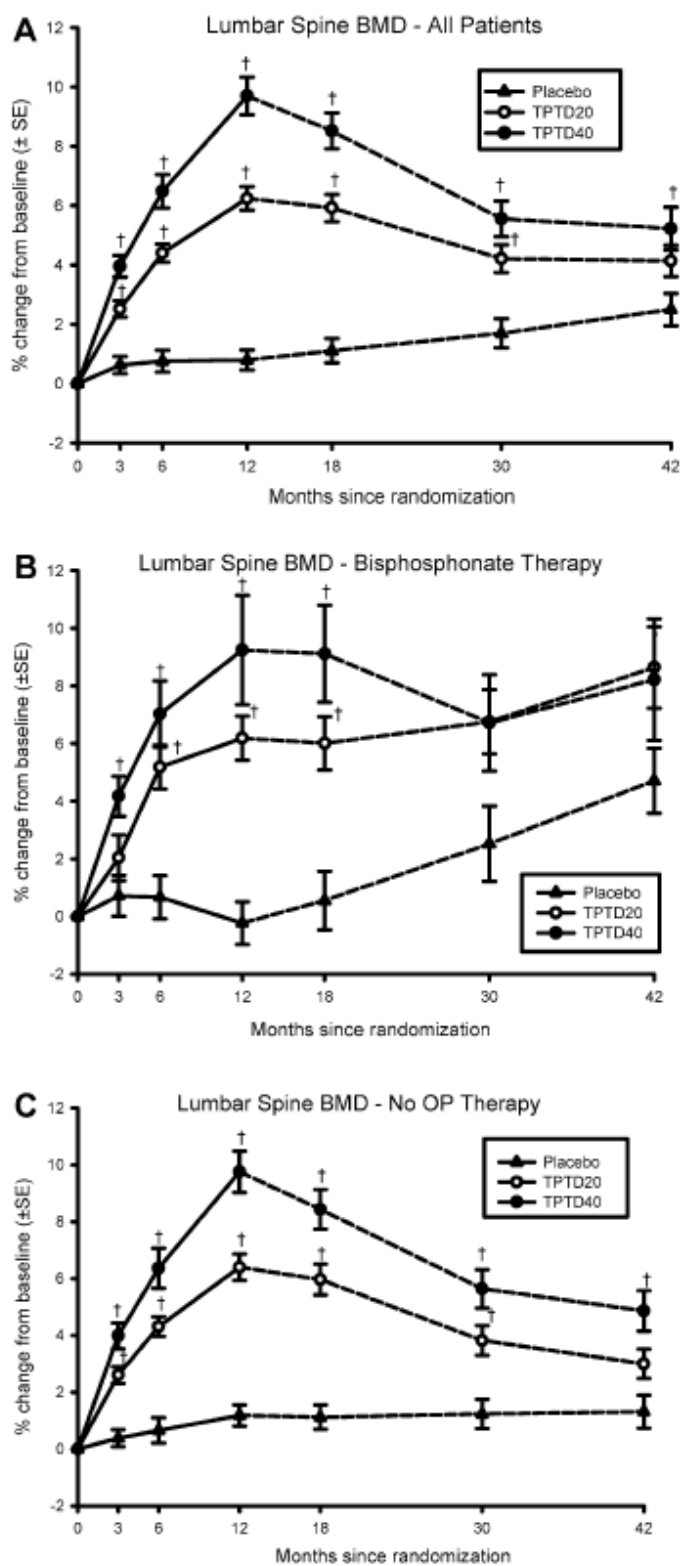 A
Lumbar Spine BMD - All Patients
% change from baseline (± SE)
12
10
8
6
4
2
0
-2
Placebo
TPTD20
TPTD40
† † † † † †
† † † † †
0 3 6 12 18 30 42
Months since randomization
B
Lumbar Spine BMD - Bisphosphonate Therapy
% change from baseline (±SE)
12
10
8
6
4
2
0
-2
† † † †
† † †
Placebo
TPTD20
TPTD40
0 3 6 12 18 30 42
Months since randomization
C
Lumbar Spine BMD - No OP Therapy
% change from baseline (±SE)
12
10
8
6
4
2
0
-2
Placebo
TPTD20
TPTD40
† † † † † †
† † † † †
0 3 6 12 18 30 42
Months since randomization